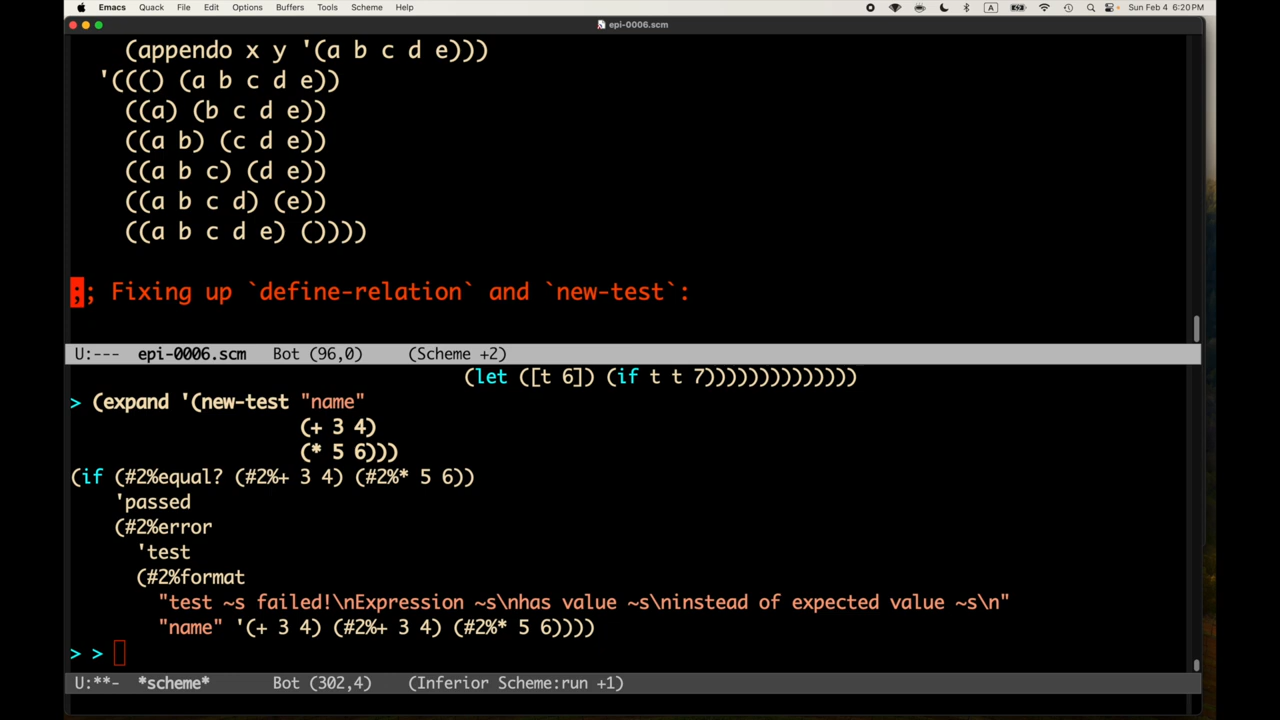 Emacs Quack File Edit Options Buffers Tools Scheme Help A Sun Feb 4 6:20PM
epi-0006.scm
(appendo x y '(a b c d e)))
'((() (a b c d e))
((a) (b c d e))
((a b) (c d e))
((a b c) (d e))
((a b c d) (e))
((a b c d e) ())))
;; Fixing up `define-relation` and `new-test`:
U:--- epi-0006.scm Bot (96,0) (Scheme +2)
(let ([t 6]) (if t t 7))))))))))))))
> (expand '(new-test "name"
(+ 3 4)
(* 5 6)))
(if (#2%equal? (#2%+ 3 4) (#2%* 5 6))
'passed
(#2%error
'test
(#2%format
"test ~s failed!\nExpression ~s\nhas value ~s\ninstead of expected value ~s\n"
"name" '(+ 3 4) (#2%+ 3 4) (#2%* 5 6))))
> >
U:**- *scheme* Bot (302,4) (Inferior Scheme:run +1)